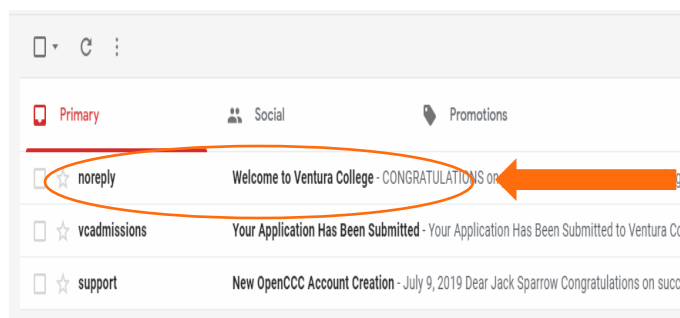 Primary Social Promotions
noreply Welcome to Ventura College - CONGRATULATIONS on
vcadmissions Your Application Has Been Submitted - Your Application Has Been Submitted to Ventura Co
support New OpenCCC Account Creation - July 9, 2019 Dear Jack Sparrow Congratulations on succ